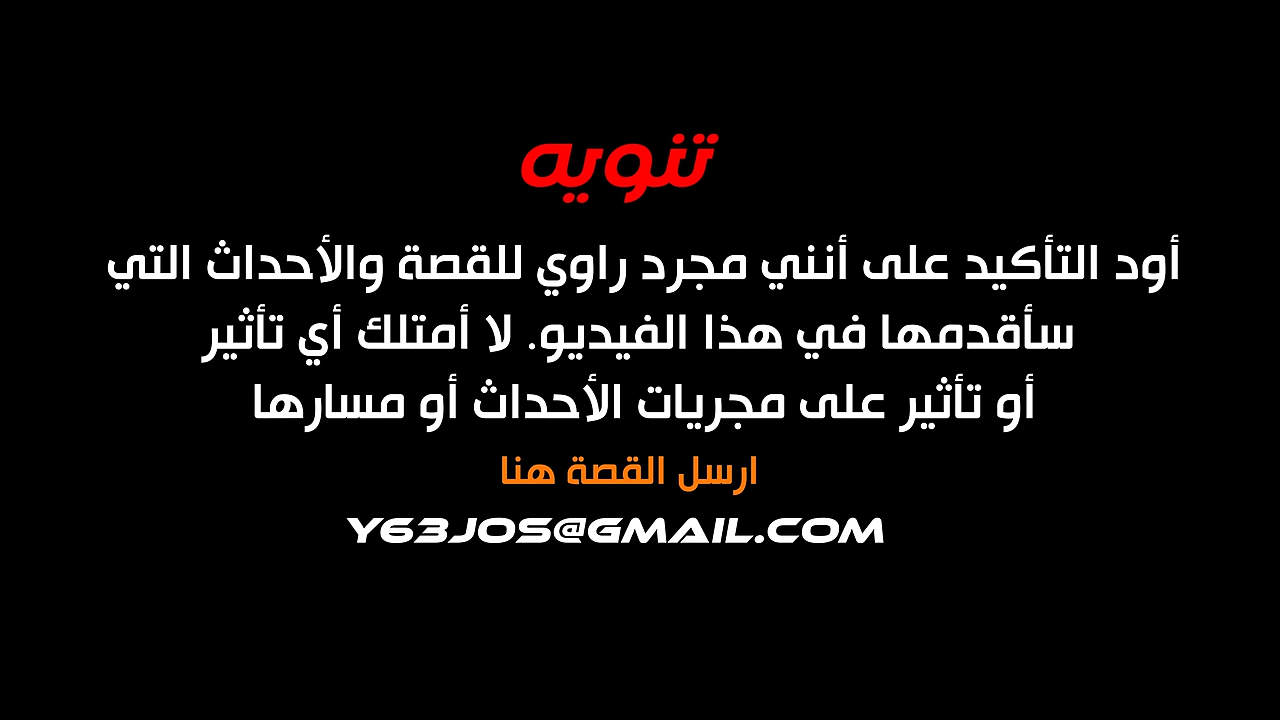 تنويه
أود التأكيد على أنني مجرد راوي للقصة والأحداث التي
سأقدمها في هذا الفيديو. لا أمتلك أي تأثير
أو تأثير على مجريات الأحداث أو مسارها
ارسل القصة هنا
Y63JOS@GMAIL.COM